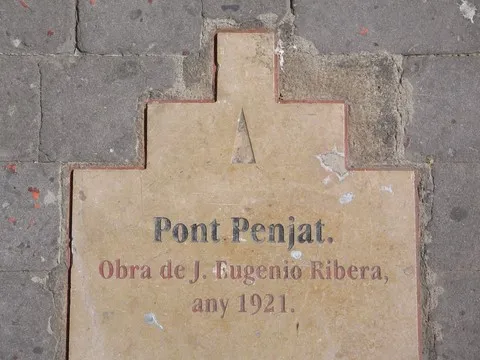 Pont Penjat.
Obra de J. Eugenio Ribera,
any 1921.